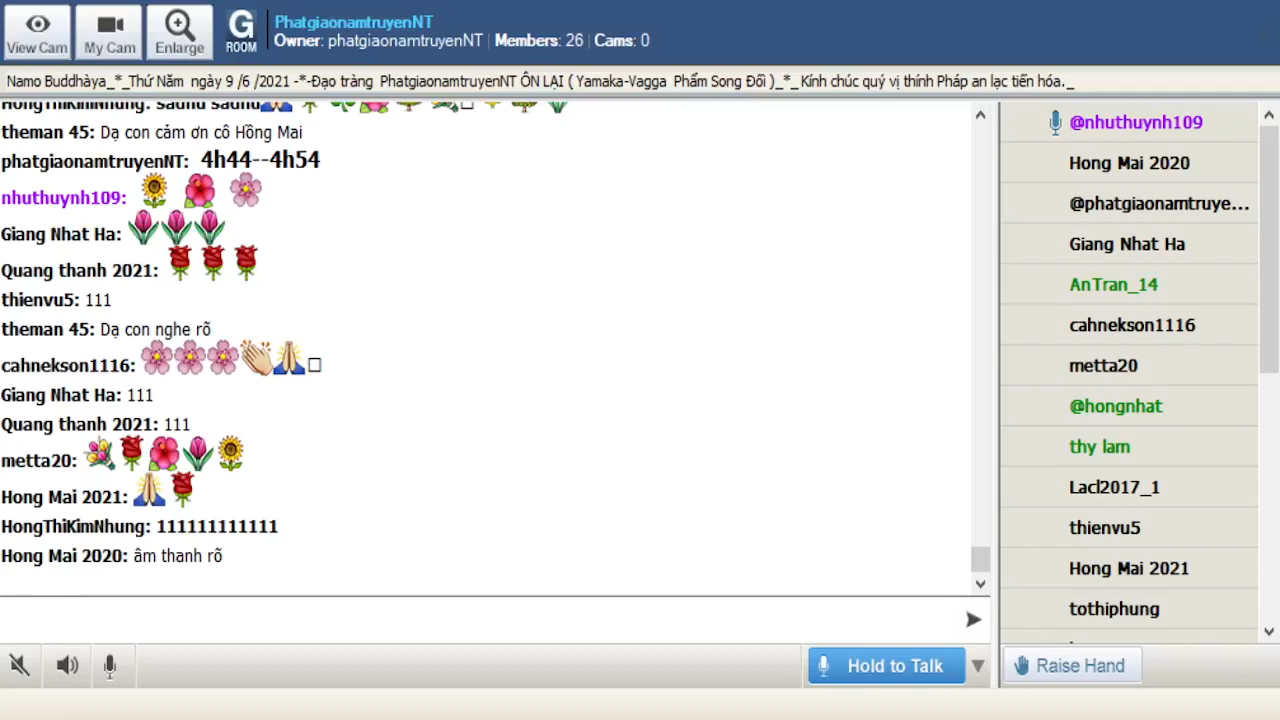 PhatgiaonamtruyenNT
View Cam
My Cam
Enlarge
G ROOM
Owner: phatgiaonamtruyenNT | Members: 26 | Cams: 0
Namo Buddhàya_*_Thứ Năm ngày 9 /6 /2021 -*-Đạo tràng PhatgiaonamtruyenNT ÔN LẠI ( Yamaka-Vagga Phẩm Song Đối )_*_ Kính chúc quý vị thính Pháp an lạc tiến hóa._
HongThiKimNhung: sadhu sadhu
theman 45: Dạ con cảm ơn cô Hồng Mai
phatgiaonamtruyenNT: 4h44--4h54
nhuthuynh109:
Giang Nhat Ha:
Quang thanh 2021:
thienvu5: 111
theman 45: Dạ con nghe rõ
cahnekson1116:
Giang Nhat Ha: 111
Quang thanh 2021: 111
metta20:
Hong Mai 2021:
HongThiKimNhung: 111111111111
Hong Mai 2020: âm thanh rõ
@nhuthuynh109
Hong Mai 2020
@phatgiaonamtruye...
Giang Nhat Ha
AnTran_14
cahnekson1116
metta20
@hongnhat
thy lam
Lacl2017_1
thienvu5
Hong Mai 2021
tothiphung
Hold to Talk
Raise Hand